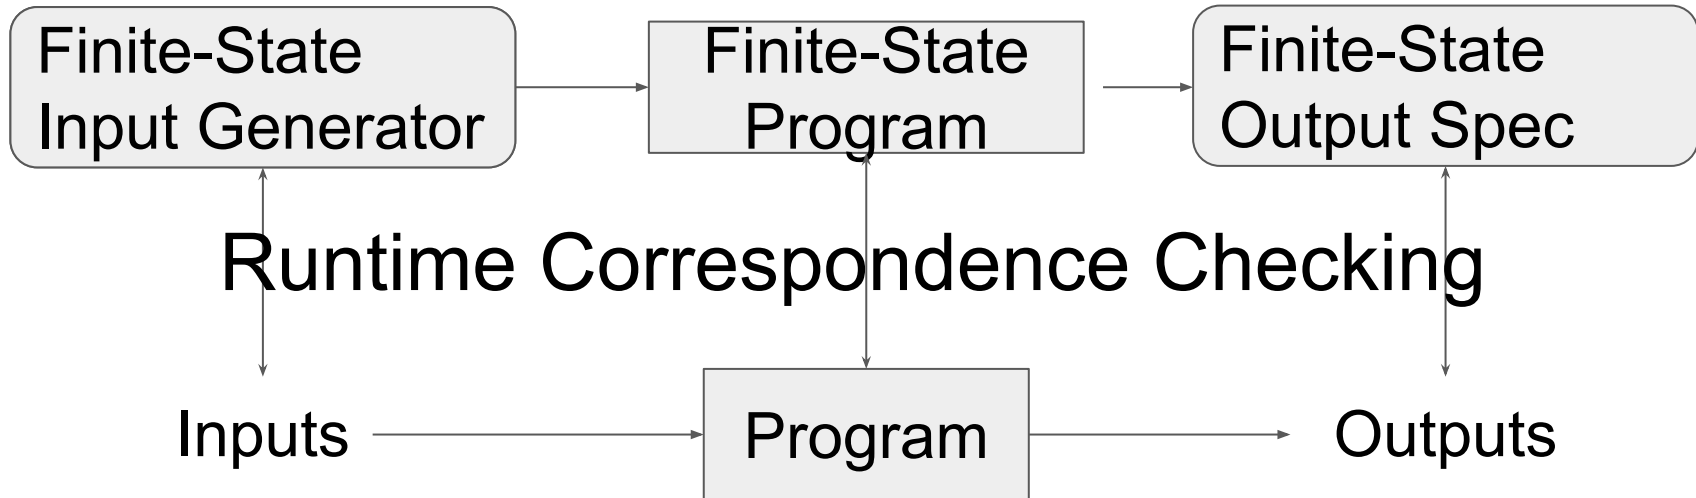 Finite-State
Input Generator
Finite-State
Program
Finite-State
Output Spec
Runtime Correspondence Checking
Inputs
Program
Outputs